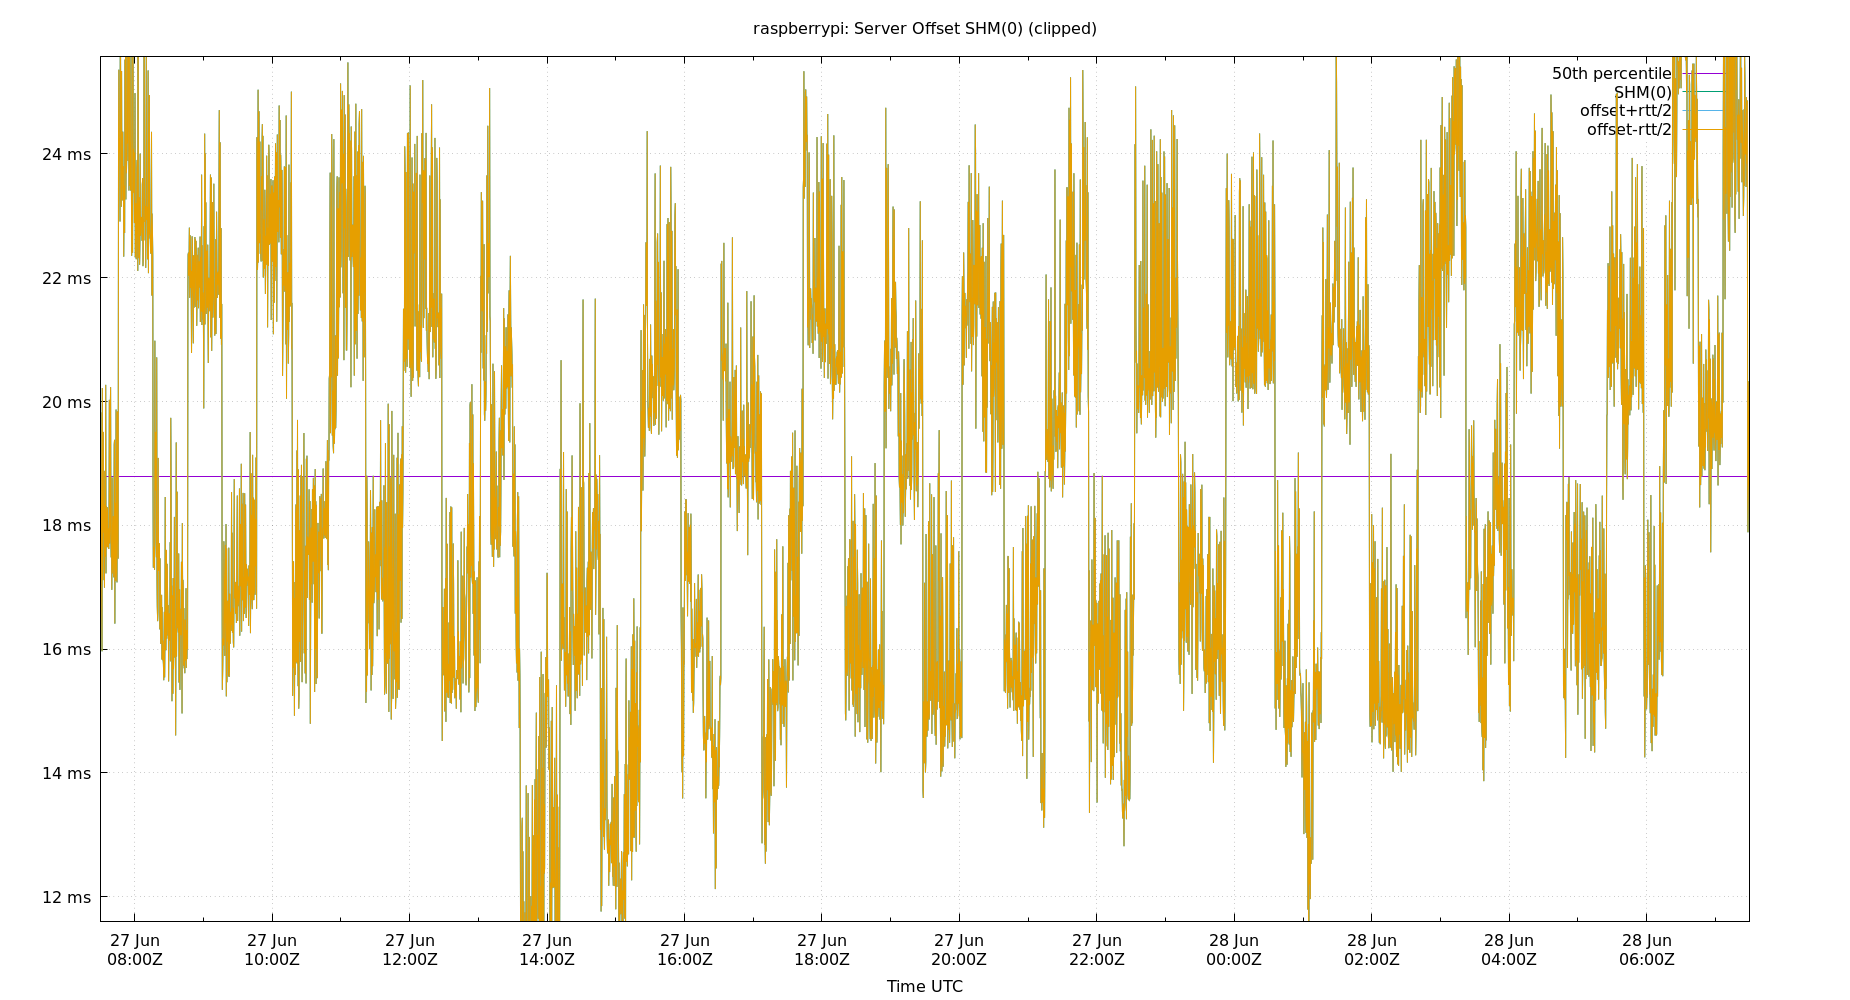 raspberrypi: Server Offset SHM(0) (clipped)
50th percentile
SHM(0)
offset+rtt/2
offset-rtt/2
24 ms
22 ms
20 ms
18 ms
16 ms
14 ms
12 ms
27 Jun 27 Jun 27 Jun 27 Jun 27 Jun 27 Jun 27 Jun 27 Jun 28 Jun 28 Jun 28 Jun 28 Jun
08:00Z 10:00Z 12:00Z 14:00Z 16:00Z 18:00Z 20:00Z 22:00Z 00:00Z 02:00Z 04:00Z 06:00Z
Time UTC